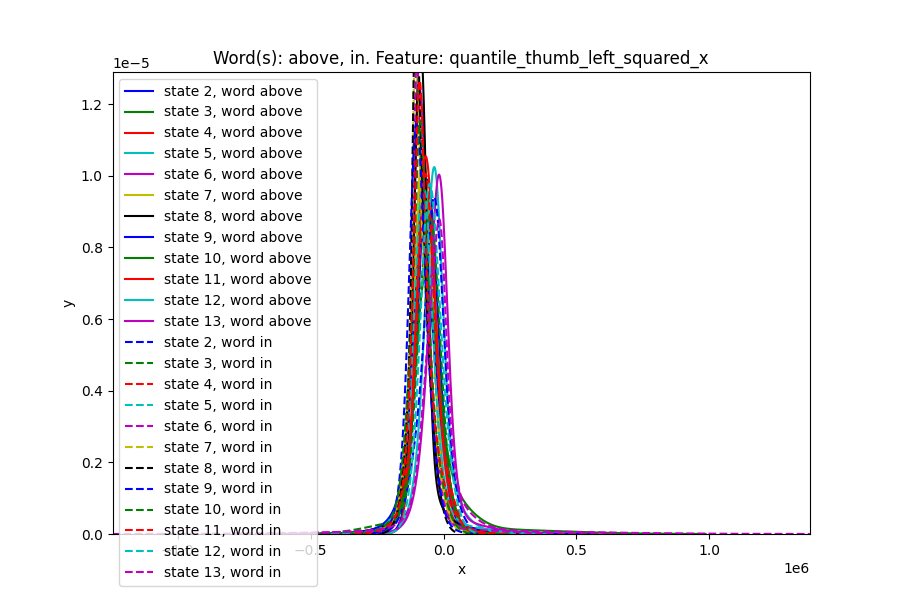 Word(s): above, in. Feature: quantile_thumb_left_squared_x
1e−5
1.2
1.0
0.8
0.6
0.4
0.2
0.0
y
state 2, word above
state 3, word above
state 4, word above
state 5, word above
state 6, word above
state 7, word above
state 8, word above
state 9, word above
state 10, word above
state 11, word above
state 12, word above
state 13, word above
state 2, word in
state 3, word in
state 4, word in
state 5, word in
state 6, word in
state 7, word in
state 8, word in
state 9, word in
state 10, word in
state 11, word in
state 12, word in
state 13, word in
−0.5 0.0 0.5 1.0
x
1e6